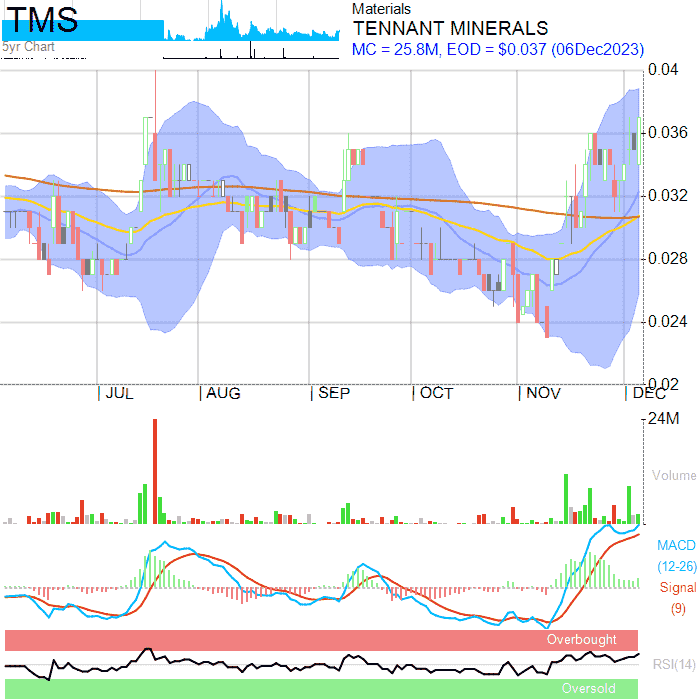 TMS
5yr Chart
Materials
TENNANT MINERALS
MC = 25.8M, EOD = $0.037 (06Dec2023)
0.04
0.036
0.032
0.028
0.024
0.02
JUL AUG SEP OCT NOV DEC
24M
Volume
MACD
(12-26)
Signal
(9)
Overbought
RSI(14)
Oversold